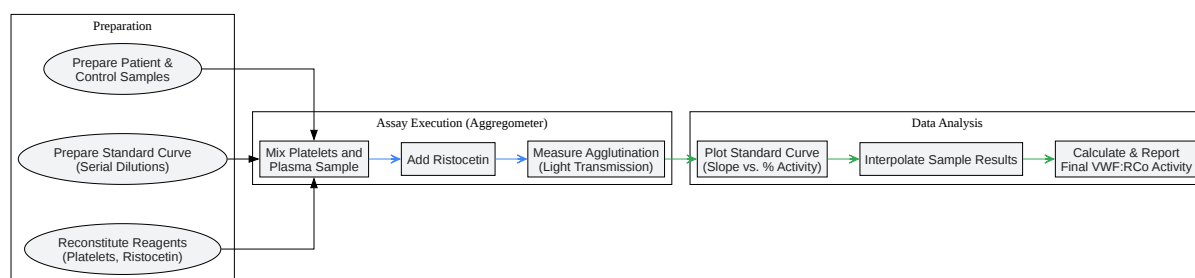 Preparation
Prepare Patient &
Control Samples
Prepare Standard Curve
(Serial Dilutions)
Reconstitute Reagents
(Platelets, Ristocetin)
Assay Execution (Aggregometer)
Mix Platelets and
Plasma Sample
Add Ristocetin
Measure Agglutination
(Light Transmission)
Data Analysis
Plot Standard Curve
(Slope vs. % Activity)
Interpolate Sample Results
Calculate & Report
Final VWF:RCo Activity